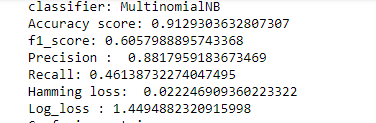 classifier: MultinomialNB
Accuracy score: 0.9129303632807307
f1_score: 0.6057988895743368
Precision :  0.8817959183673469
Recall: 0.46138732274047495
Hamming loss:  0.022246909360223322
Log_loss : 1.4494882320915998